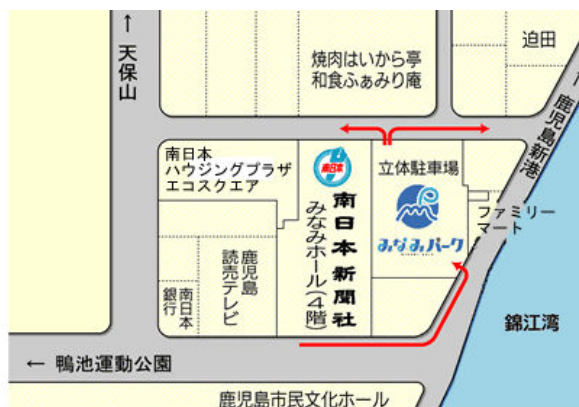 ↑
天保山
焼肉はいから亭
和食ふぁみり庵
迫田
↑
鹿児島新港
南日本
ハウジングプラザ
エコスクエア
南日本
南日本新聞社
みなみホール(4階)
立体駐車場
みなみパーク
ファミリー
マート
鹿児島
読売テレビ
南日本
銀行
錦江湾
← 鴨池運動公園
鹿児島市民文化ホール